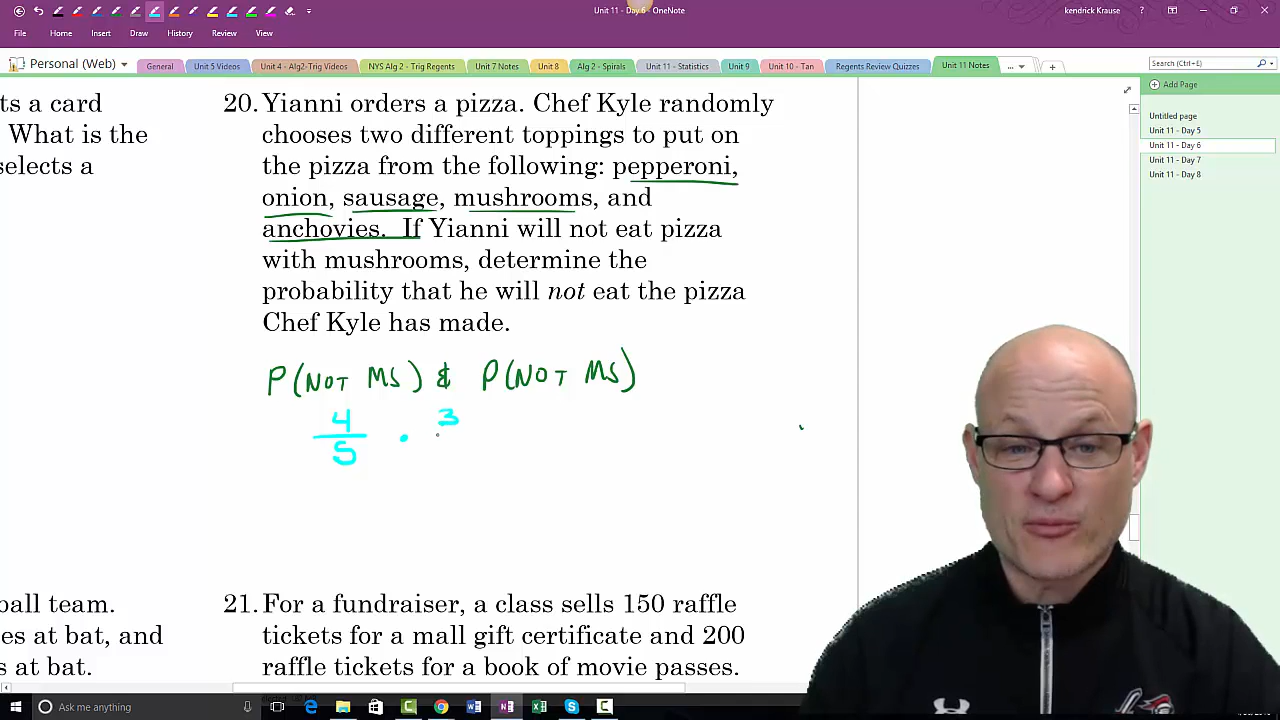 Unit 11 - Day 6 - OneNote
kendrick Krause
?
File Home Insert Draw History Review View
Personal (Web)
General
Unit 5 Videos
Unit 4 - Alg2-Trig Videos
NYS Alg 2 - Trig Regents
Unit 7 Notes
Unit 8
Alg 2 - Spirals
Unit 11 - Statistics
Unit 9
Unit 10 - Tan
Regents Review Quizzes
Unit 11 Notes
...
Search (Ctrl+E)
Add Page
Untitled page
Unit 11 - Day 5
Unit 11 - Day 6
Unit 11 - Day 7
Unit 11 - Day 8
ts a card
What is the
selects a
20. Yianni orders a pizza. Chef Kyle randomly
chooses two different toppings to put on
the pizza from the following: pepperoni,
onion, sausage, mushrooms, and
anchovies. If Yianni will not eat pizza
with mushrooms, determine the
probability that he will not eat the pizza
Chef Kyle has made.
P(NOT MS) & P(NOT MS)
4/5 · 3
ball team.
es at bat, and
s at bat.
21. For a fundraiser, a class sells 150 raffle
tickets for a mall gift certificate and 200
raffle tickets for a book of movie passes.
Ask me anything